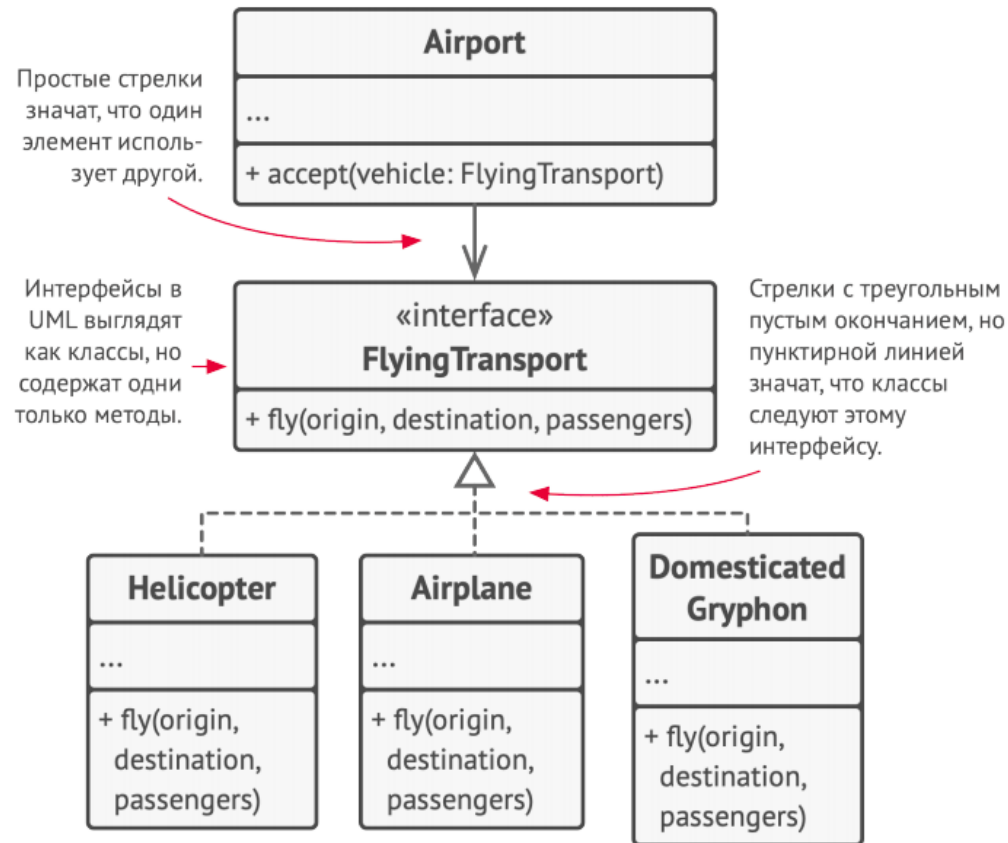 Airport
...
+ accept(vehicle: FlyingTransport)
Простые стрелки
значат, что один
элемент исполь-
зует другой.
«interface»
FlyingTransport
+ fly(origin, destination, passengers)
Интерфейсы в
UML выглядят
как классы, но
содержат одни
только методы.
Стрелки с треугольным
пустым окончанием, но
пунктирной линией
значат, что классы
следуют этому
интерфейсу.
Helicopter
...
+ fly(origin,
destination,
passengers)
Airplane
...
+ fly(origin,
destination,
passengers)
Domesticated
Gryphon
...
+ fly(origin,
destination,
passengers)